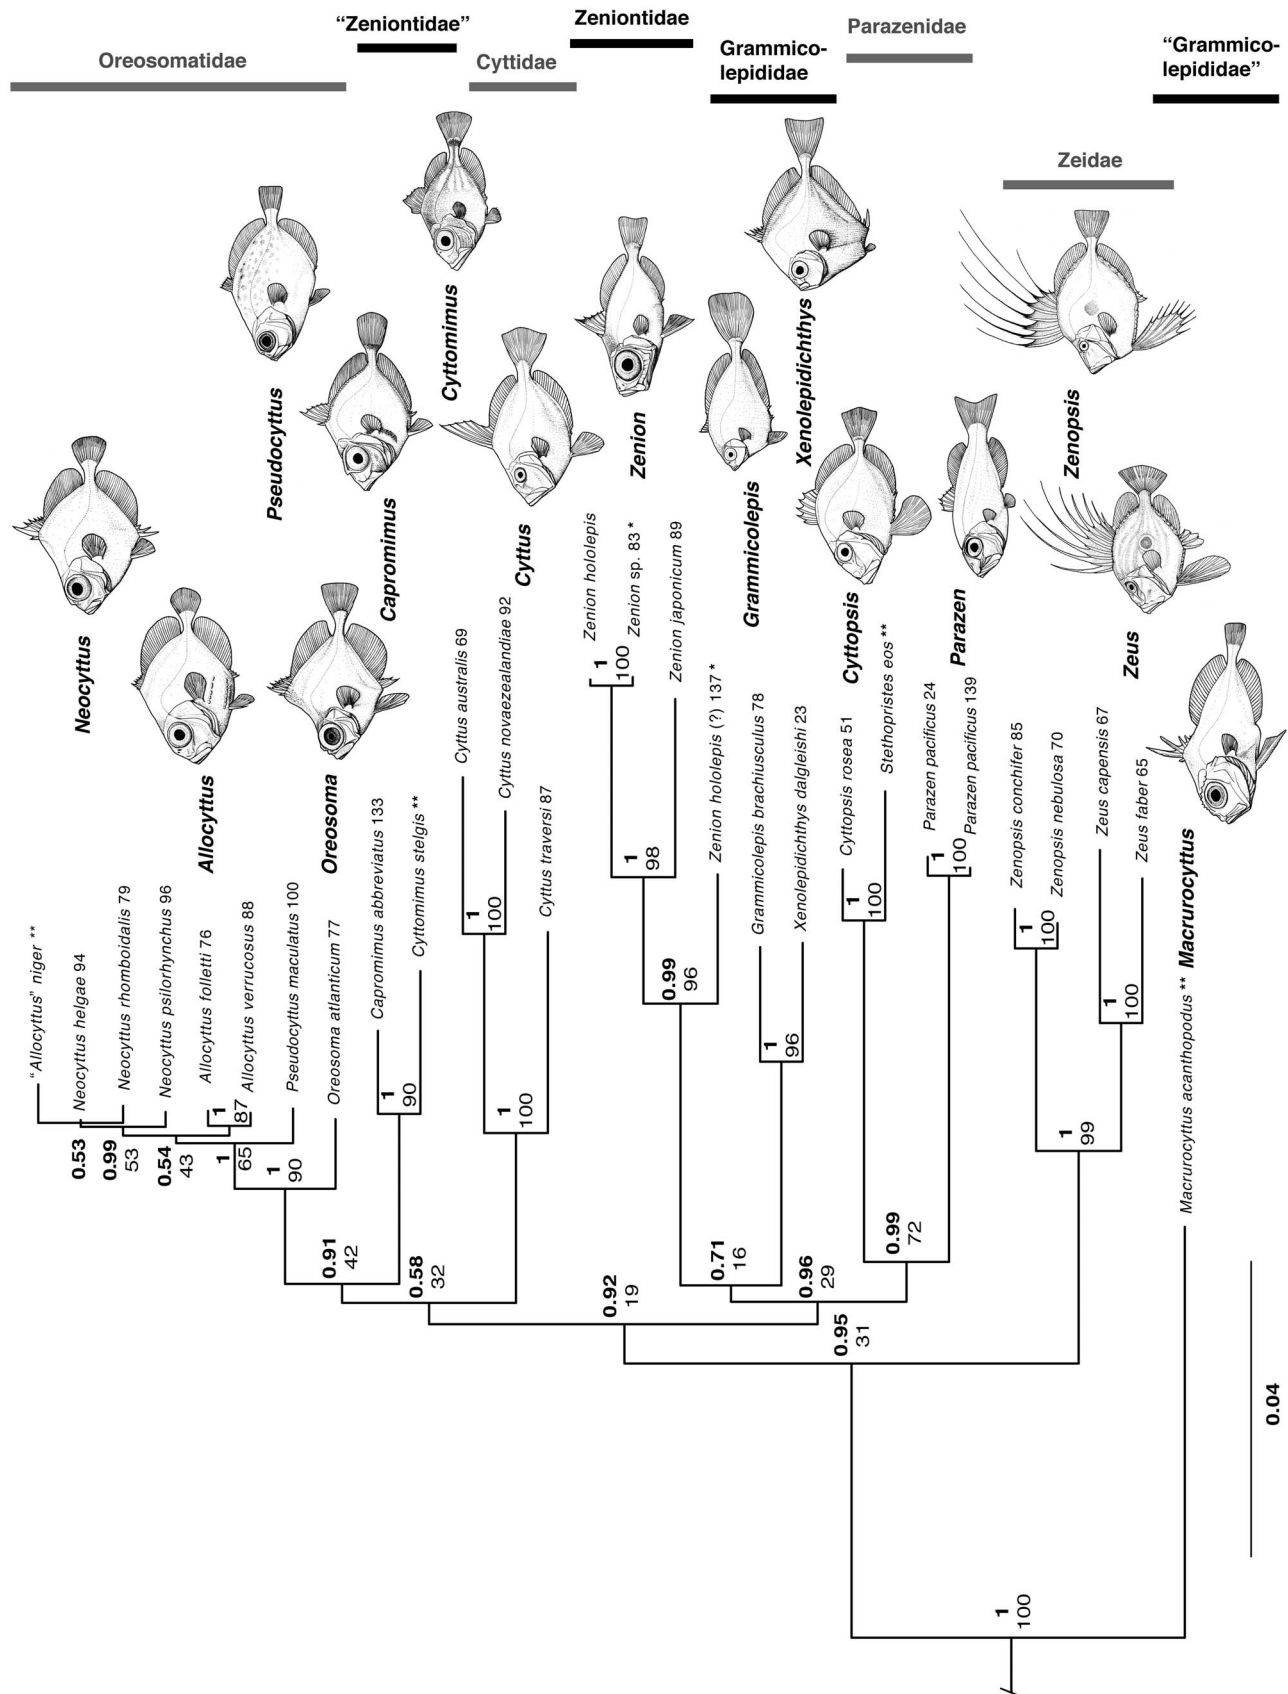 Oreosomatidae
“Zeniontidae”
Cyttidae
Zeniontidae
Grammico-
lepididae
Parazenidae
Zeidae
“Grammico-
lepididae”
Neocyttus
Allocyttus
Pseudocyttus
Oreosoma
Capromimus
Cyttomimus
Cyttus
Zenion
Grammicolepis
Xenolepidichthys
Cyttopsis
Parazen
Zenopsis
Zeus
Macrurocyttus
“Allocyttus” niger **
Neocyttus helgae 94
Neocyttus rhomboidalis 79
Neocyttus psilorhynchus 96
Allocyttus folletti 76
Allocyttus verrucosus 88
Pseudocyttus maculatus 100
Oreosoma atlanticum 77
Capromimus abbreviatus 133
Cyttomimus stelgis **
Cyttus australis 69
Cyttus novaezealandiae 92
Cyttus traversi 87
Zenion hololepis
Zenion sp. 83 *
Zenion japonicum 89
Zenion hololepis (?) 137 *
Grammicolepis brachiusculus 78
Xenolepidichthys dalgleishi 23
Cyttopsis rosea 51
Stethopristes eos **
Parazen pacificus 24
Parazen pacificus 139
Zenopsis conchifer 85
Zenopsis nebulosa 70
Zeus capensis 67
Zeus faber 65
Macrurocyttus acanthopodus **
0.53
0.99
53
0.54
43
1
65
1
87
1
90
0.91
42
1
90
0.58
32
1
100
1
100
0.92
19
1
100
1
98
0.99
96
0.71
16
1
96
0.96
29
1
100
0.99
72
1
100
0.95
31
1
100
1
99
1
100
1
100
0.04